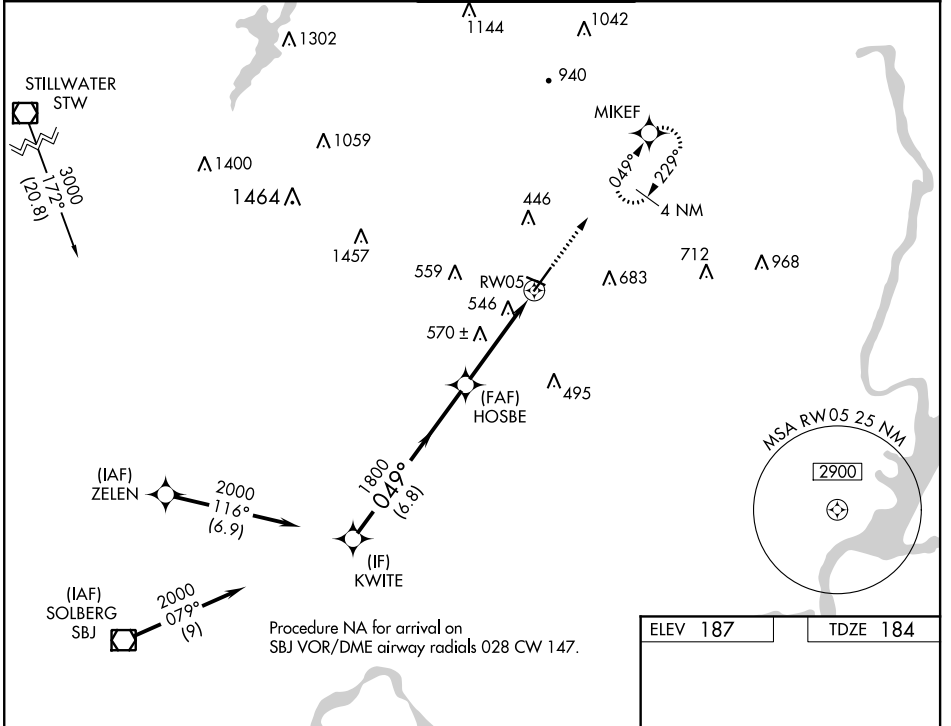 1144
1042
1302
940
STILLWATER
STW
MIKEF
1059
1400
3000
172°
(20.8)
049°
229°
1464
446
4 NM
1457
559
RW05
683
712
968
546
570 ±
(FAF)
HOSBE
495
MSA RW05 25 NM
2900
(IAF)
ZELEN
2000
116°
(6.9)
1800
049°
(6.8)
(IF)
KWITE
(IAF)
SOLBERG
SBJ
2000
079°
(9)
Procedure NA for arrival on
SBJ VOR/DME airway radials 028 CW 147.
ELEV 187
TDZE 184